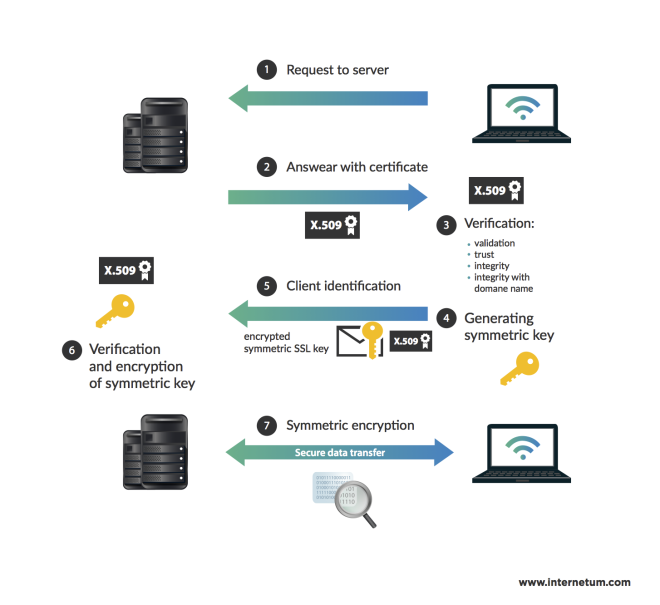 1 Request to server
2 Answear with certificate
X.509
X.509
3 Verification:
• validation
• trust
• integrity
• integrity with
domane name
X.509
5 Client identification
4 Generating
symmetric key
encrypted
symmetric SSL key
X.509
6 Verification
and encryption
of symmetric key
7 Symmetric encryption
Secure data transfer
www.internetum.com